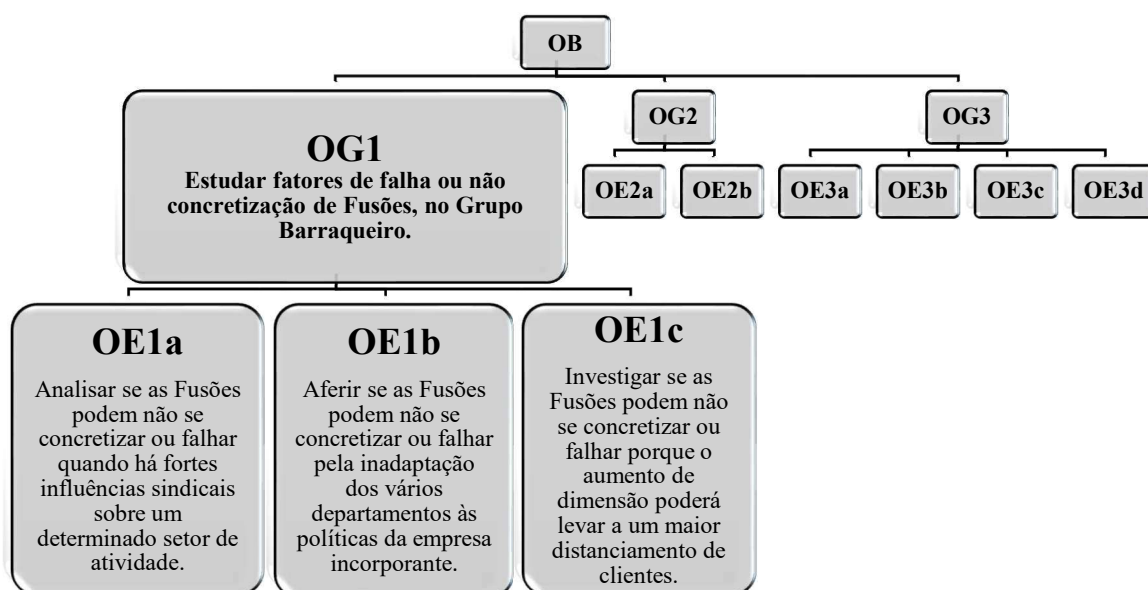 OB
OG1
Estudar fatores de falha ou não
concretização de Fusões, no Grupo
Barraqueiro.
OG2
OG3
OE2a
OE2b
OE3a
OE3b
OE3c
OE3d
OE1a
Analisar se as Fusões
podem não se
concretizar ou falhar
quando há fortes
influências sindicais
sobre um
determinado setor de
atividade.
OE1b
Aferir se as Fusões
podem não se
concretizar ou falhar
pela inadaptação
dos vários
departamentos às
políticas da empresa
incorporante.
OE1c
Investigar se as
Fusões podem não
se concretizar ou
falhar porque o
aumento de
dimensão poderá
levar a um maior
distanciamento de
clientes.